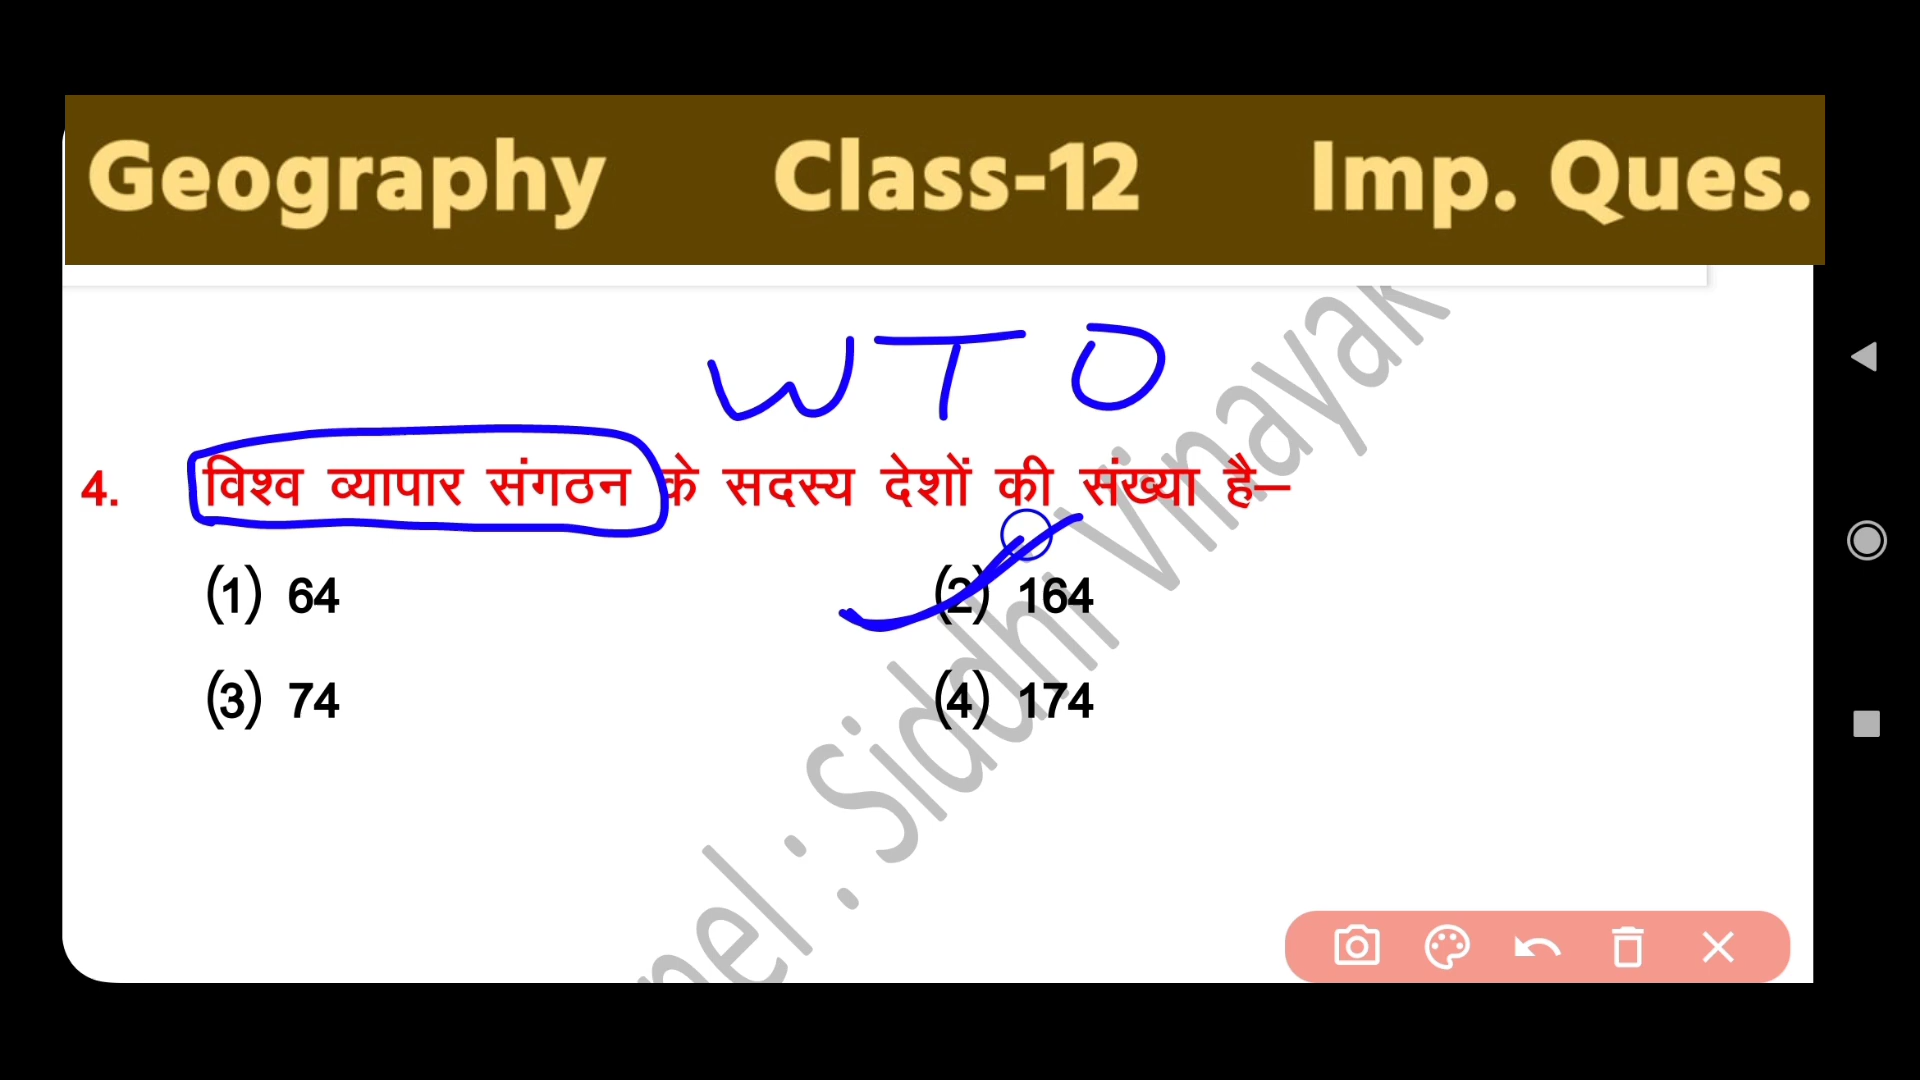 Geography Class-12 Imp. Ques.
WTO
4. विश्व व्यापार संगठन के सदस्य देशों की संख्या है–
(1) 64 (2) 164
(3) 74 (4) 174
nel : Siddhi Vinayak